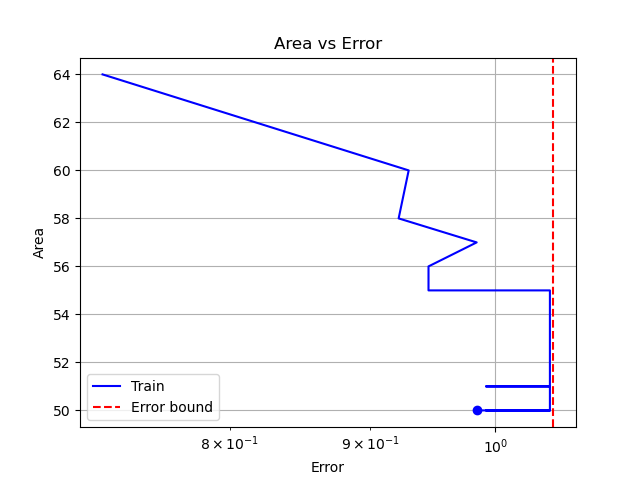 Area vs Error
64
62
60
58
56
54
52
50
Area
Train
Error bound
8 × 10⁻¹
9 × 10⁻¹
10⁰
Error